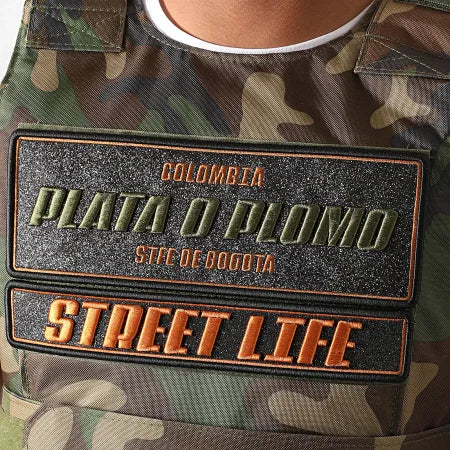 COLOMBIA
PLATA O PLOMO
STFE DE BOGOTA
STREET LIFE